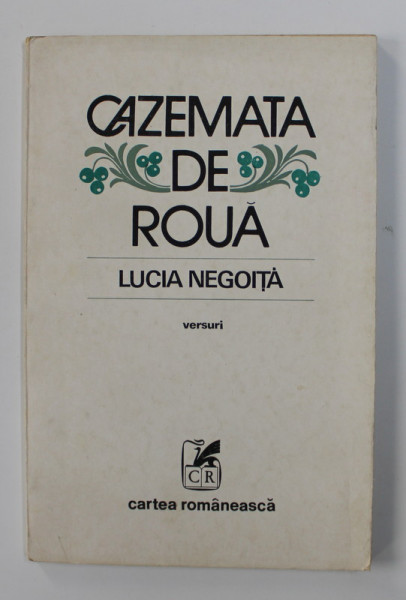 CAZEMATA
DE
ROUĂ
LUCIA NEGOIȚĂ
versuri
CR
cartea românească